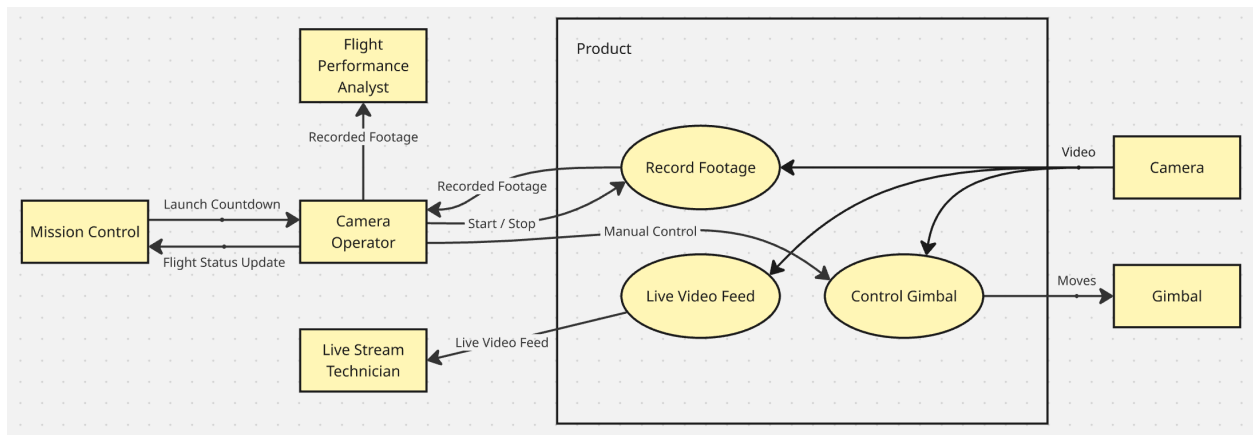 Flight
Performance
Analyst
Product
Recorded Footage
Video
Record Footage
Camera
Recorded Footage
Launch Countdown
Start / Stop
Mission Control
Camera
Operator
Manual Control
Flight Status Update
Moves
Live Video Feed
Control Gimbal
Gimbal
Live Video Feed
Live Stream
Technician